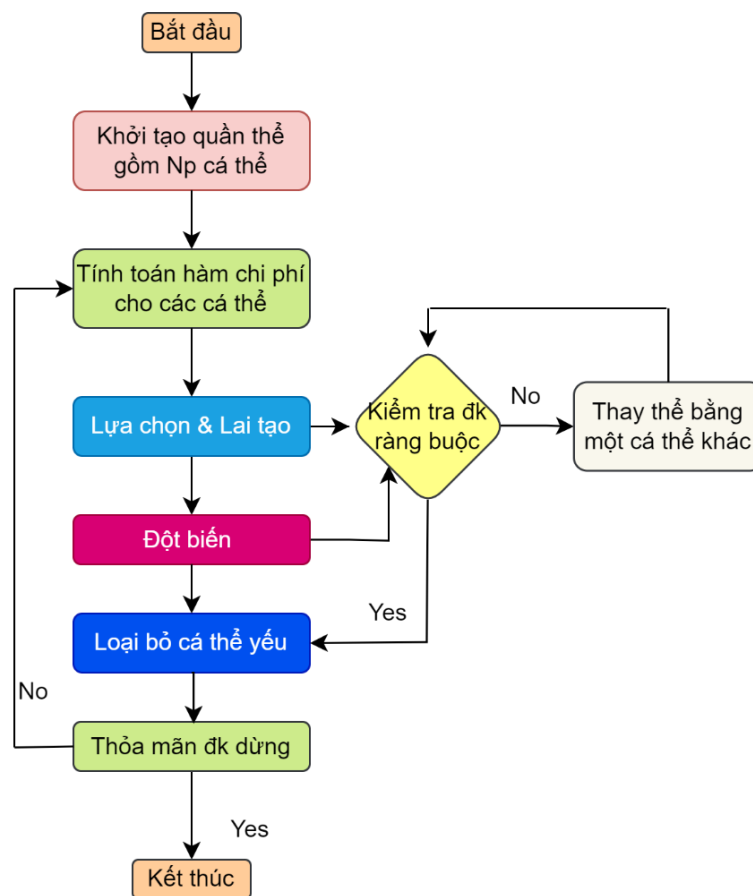 Bắt đầu
Khởi tạo quần thể
gồm Np cá thể
Tính toán hàm chi phí
cho các cá thể
Lựa chọn & Lai tạo
Kiểm tra đk
ràng buộc
No
Thay thế bằng
một cá thể khác
Đột biến
Yes
Loại bỏ cá thể yếu
No
Thỏa mãn đk dừng
Yes
Kết thúc